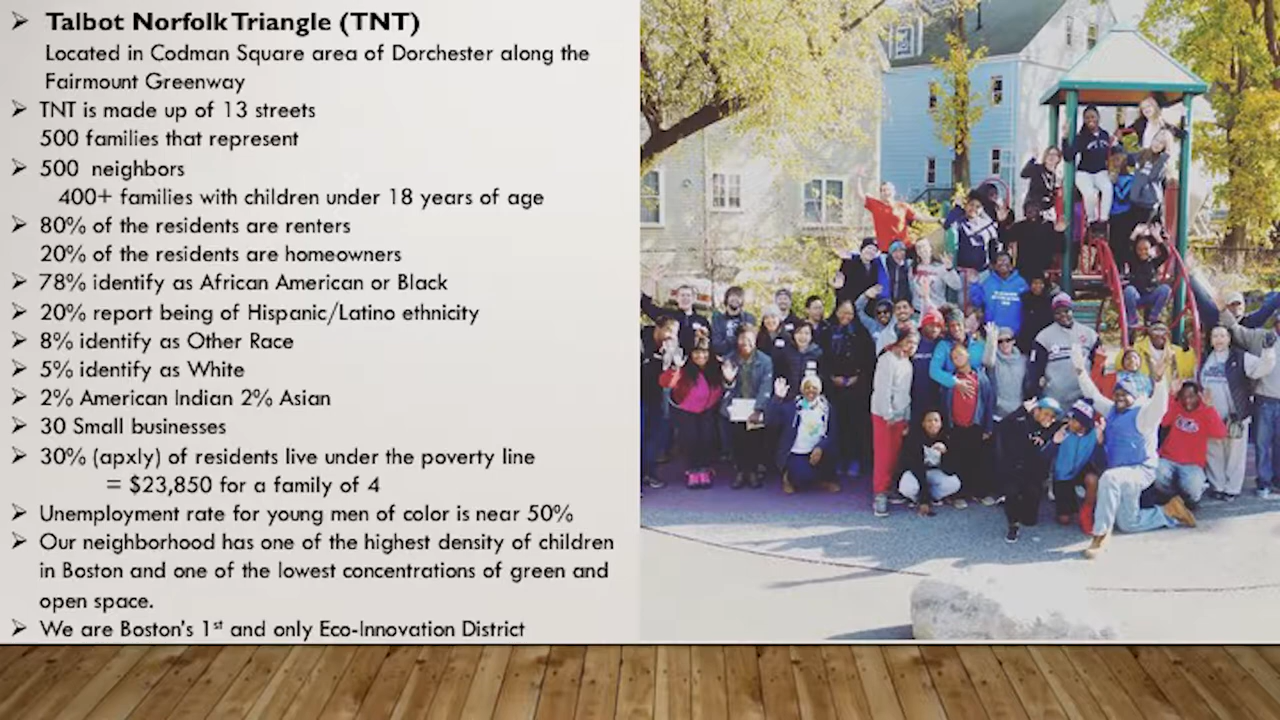 Talbot Norfolk Triangle (TNT)
Located in Codman Square area of Dorchester along the
Fairmount Greenway
TNT is made up of 13 streets
500 families that represent
500 neighbors
400+ families with children under 18 years of age
80% of the residents are renters
20% of the residents are homeowners
78% identify as African American or Black
20% report being of Hispanic/Latino ethnicity
8% identify as Other Race
5% identify as White
2% American Indian 2% Asian
30 Small businesses
30% (apxly) of residents live under the poverty line
= $23,850 for a family of 4
Unemployment rate for young men of color is near 50%
Our neighborhood has one of the highest density of children
in Boston and one of the lowest concentrations of green and
open space.
We are Boston's 1st and only Eco-Innovation District